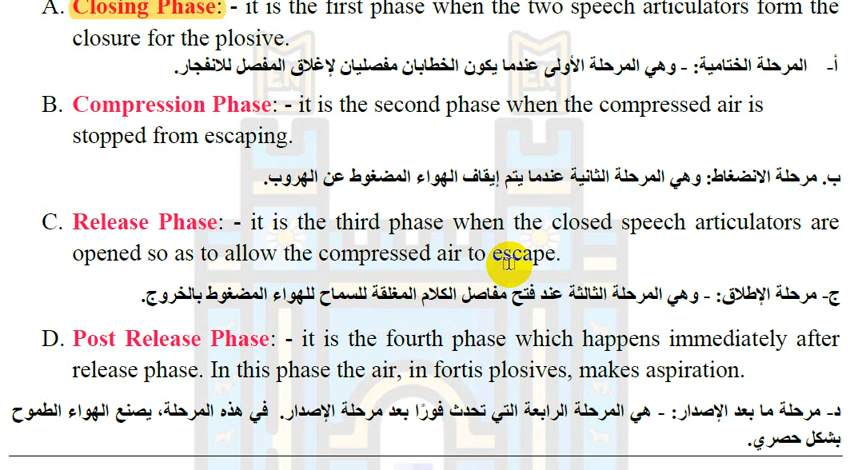 A. Closing Phase: - it is the first phase when the two speech articulators form the
closure for the plosive.
أ- المرحلة الختامية: - وهي المرحلة الأولى عندما يكون الخطابان مفصليان لإغلاق المفصل للانفجار.
B. Compression Phase: - it is the second phase when the compressed air is
stopped from escaping.
ب. مرحلة الانضغاط: وهي المرحلة الثانية عندما يتم إيقاف الهواء المضغوط عن الهروب.
C. Release Phase: - it is the third phase when the closed speech articulators are
opened so as to allow the compressed air to escape.
ج- مرحلة الإطلاق: - وهي المرحلة الثالثة عند فتح مفاصل الكلام المغلقة للسماح للهواء المضغوط بالخروج.
D. Post Release Phase: - it is the fourth phase which happens immediately after
release phase. In this phase the air, in fortis plosives, makes aspiration.
د- مرحلة ما بعد الإصدار: - هي المرحلة الرابعة التي تحدث فورًا بعد مرحلة الإصدار. في هذه المرحلة، يصنع الهواء الطموح
بشكل حصري.